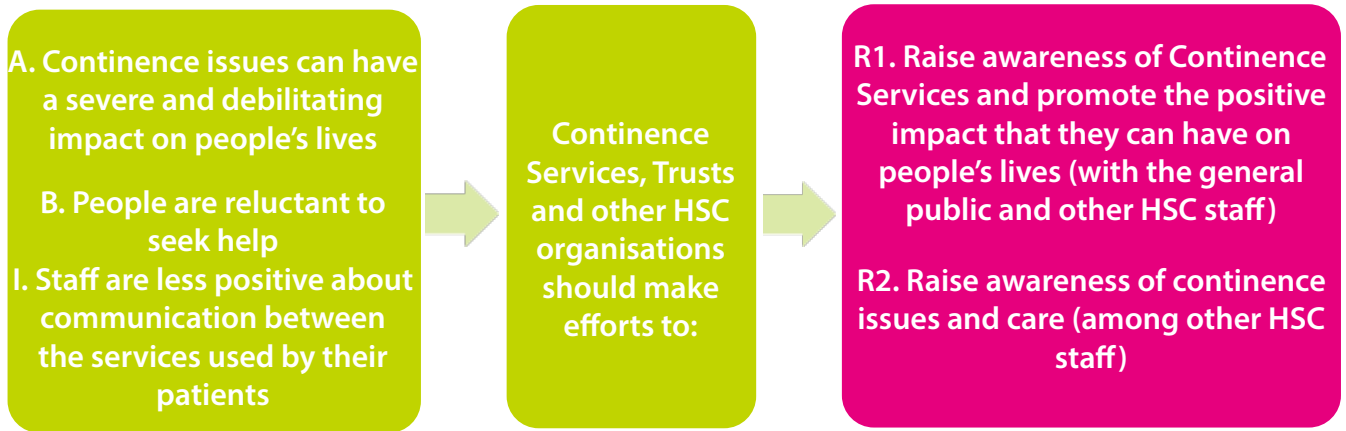 A. Continence issues can have
a severe and debilitating
impact on people’s lives
B. People are reluctant to
seek help
I. Staff are less positive about
communication between
the services used by their
patients
Continence
Services, Trusts
and other HSC
organisations
should make
efforts to:
R1. Raise awareness of Continence
Services and promote the positive
impact that they can have on
people’s lives (with the general
public and other HSC staff)
R2. Raise awareness of continence
issues and care (among other HSC
staff)